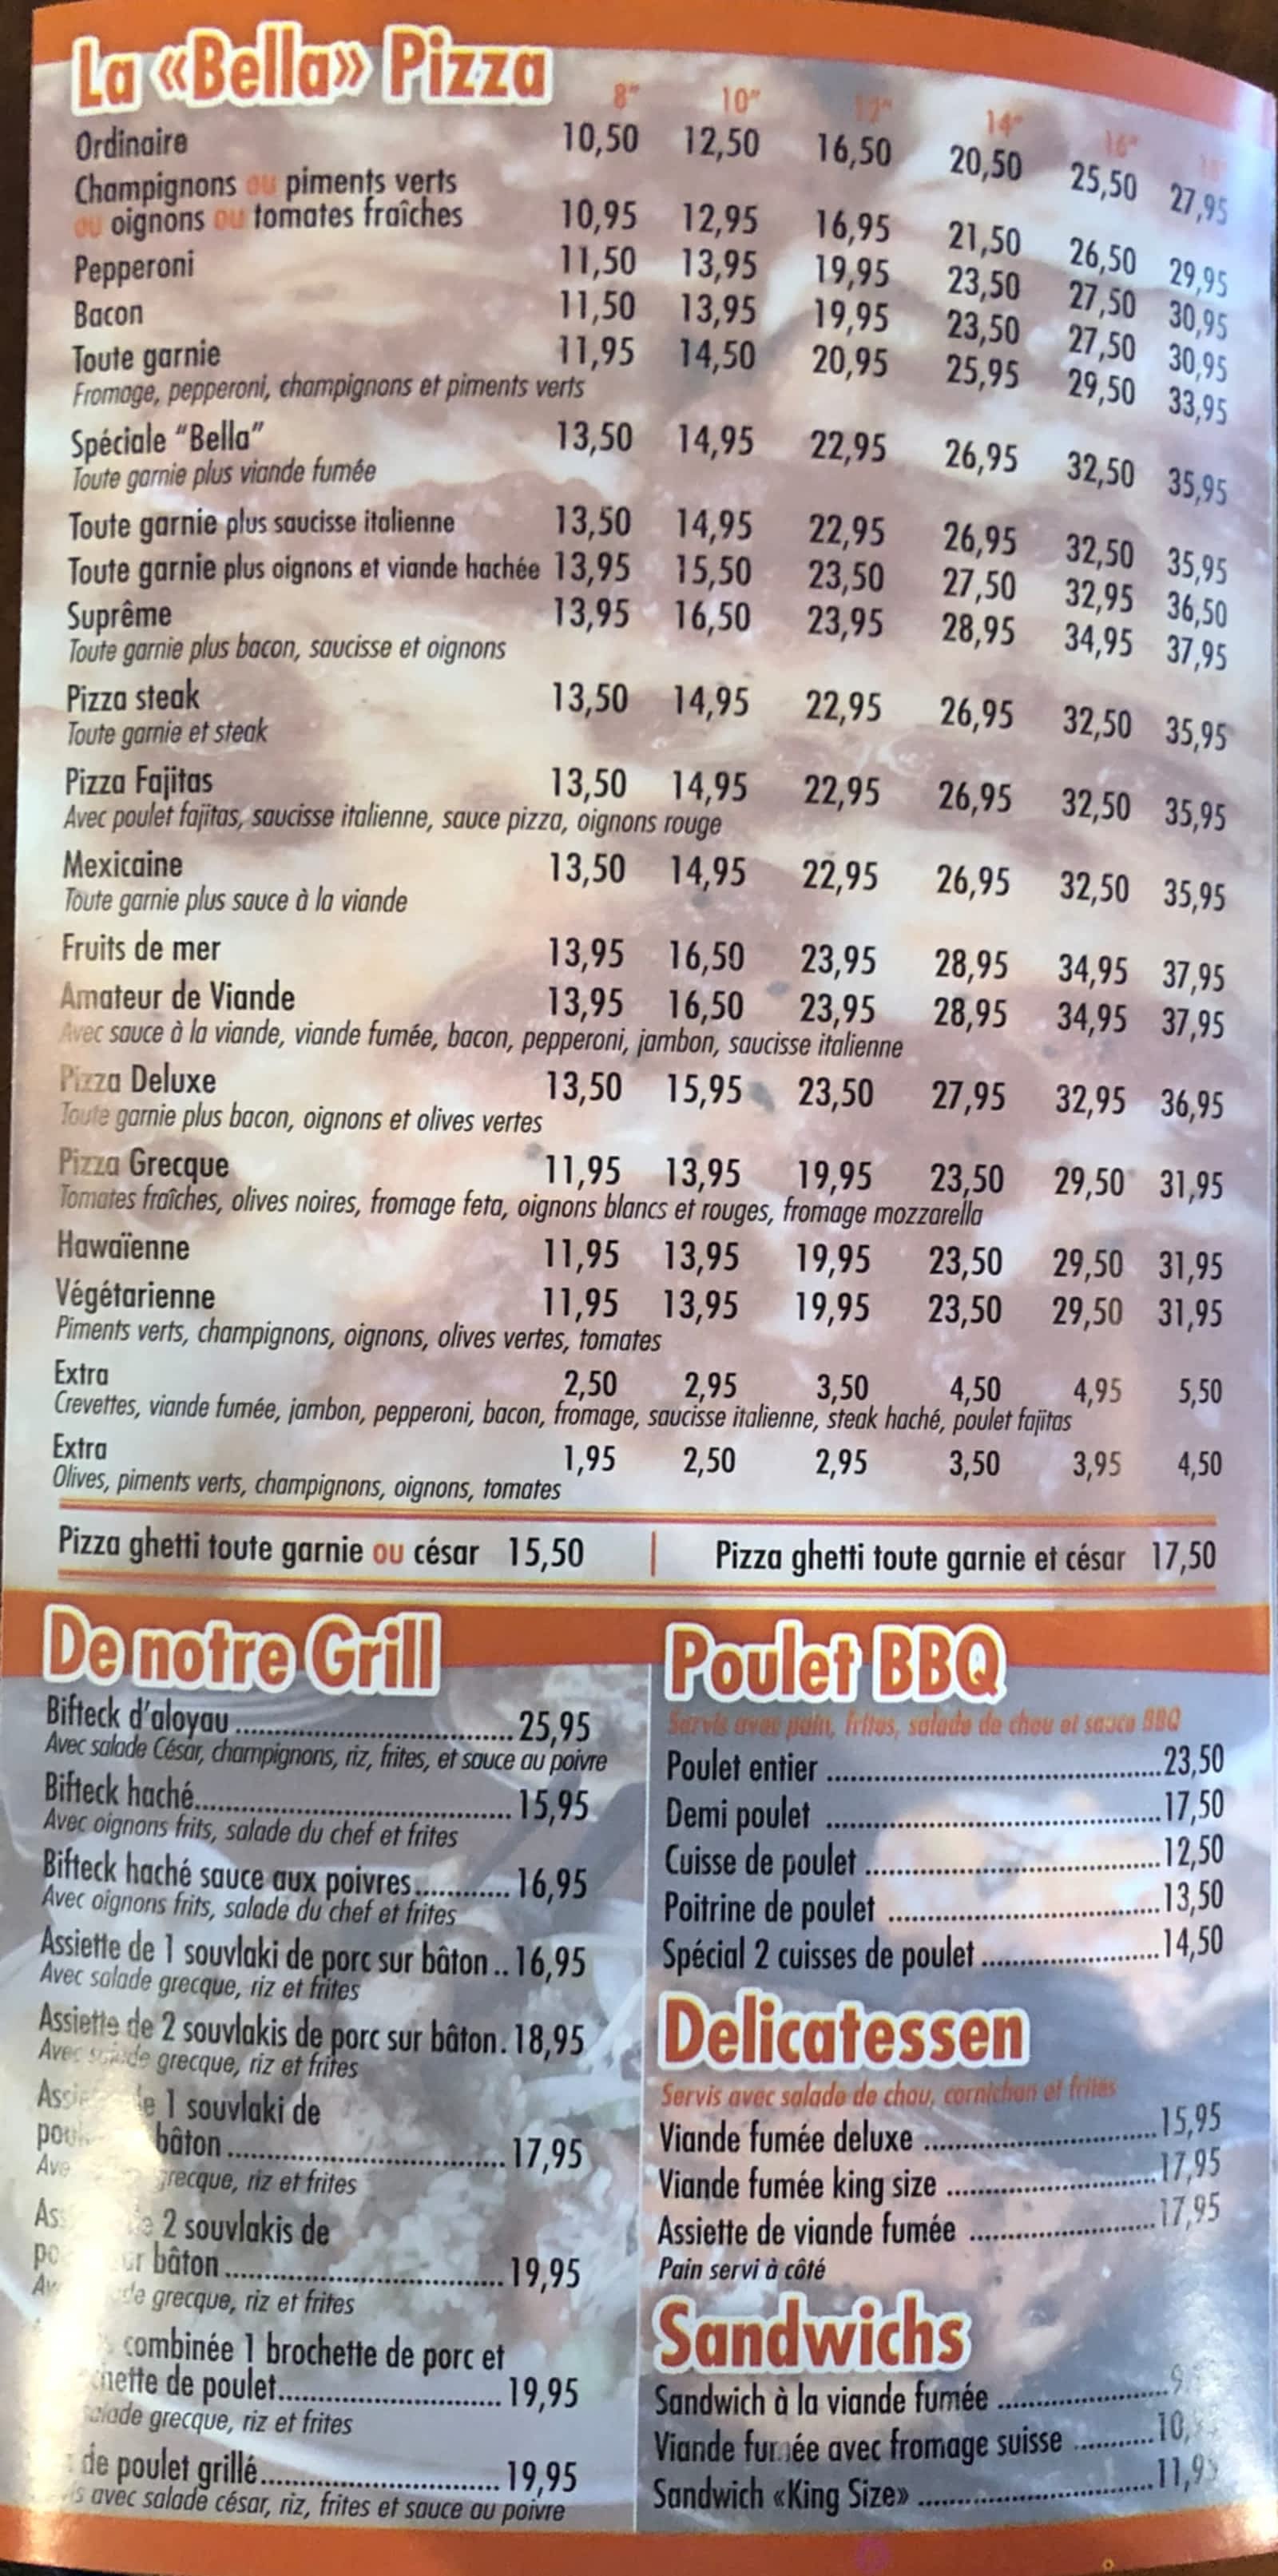 La «Bella» Pizza
8" 10" 12" 14" 16"
Ordinaire 10,50 12,50 16,50 20,50 25,50 27,95
Champignons ou piments verts
ou oignons ou tomates fraîches 10,95 12,95 16,95 21,50 26,50 29,95
Pepperoni 11,50 13,95 19,95 23,50 27,50 30,95
Bacon 11,50 13,95 19,95 23,50 27,50 30,95
Toute garnie 11,95 14,50 20,95 25,95 29,50 33,95
Fromage, pepperoni, champignons et piments verts
Spéciale "Bella" 13,50 14,95 22,95 26,95 32,50 35,95
Toute garnie plus viande fumée
Toute garnie plus saucisse italienne 13,50 14,95 22,95 26,95 32,50 35,95
Toute garnie plus oignons et viande hachée 13,95 15,50 23,50 27,50 32,95 36,50
Suprême 13,95 16,50 23,95 28,95 34,95 37,95
Toute garnie plus bacon, saucisse et oignons
Pizza steak 13,50 14,95 22,95 26,95 32,50 35,95
Toute garnie et steak
Pizza Fajitas 13,50 14,95 22,95 26,95 32,50 35,95
Avec poulet fajitas, saucisse italienne, sauce pizza, oignons rouge
Mexicaine 13,50 14,95 22,95 26,95 32,50 35,95
Toute garnie plus sauce à la viande
Fruits de mer 13,95 16,50 23,95 28,95 34,95 37,95
Amateur de Viande 13,95 16,50 23,95 28,95 34,95 37,95
Avec sauce à la viande, viande fumée, bacon, pepperoni, jambon, saucisse italienne
Pizza Deluxe 13,50 15,95 23,50 27,95 32,95 36,95
Toute garnie plus bacon, oignons et olives vertes
Pizza Grecque 11,95 13,95 19,95 23,50 29,50 31,95
Tomates fraîches, olives noires, fromage feta, oignons blancs et rouges, fromage mozzarella
Hawaïenne 11,95 13,95 19,95 23,50 29,50 31,95
Végétarienne 11,95 13,95 19,95 23,50 29,50 31,95
Piments verts, champignons, oignons, olives vertes, tomates
Extra 2,50 2,95 3,50 4,50 4,95 5,50
Crevettes, viande fumée, jambon, pepperoni, bacon, fromage, saucisse italienne, steak haché, poulet fajitas
Extra 1,95 2,50 2,95 3,50 3,95 4,50
Olives, piments verts, champignons, oignons, tomates
Pizza ghetti toute garnie ou césar 15,50 | Pizza ghetti toute garnie et césar 17,50
De notre Grill
Bifteck d'aloyau 25,95
Avec salade César, champignons, riz, frites, et sauce au poivre
Bifteck haché 15,95
Avec oignons frits, salade du chef et frites
Bifteck haché sauce aux poivres 16,95
Avec oignons frits, salade du chef et frites
Assiette de 1 souvlaki de porc sur bâton 16,95
Avec salade grecque, riz et frites
Assiette de 2 souvlakis de porc sur bâton 18,95
Avec salade grecque, riz et frites
1 souvlaki de
bâton 17,95
grecque, riz et frites
2 souvlakis de
bâton 19,95
grecque, riz et frites
combinée 1 brochette de porc et
de poulet 19,95
grecque, riz et frites
de poulet grillé 19,95
avec salade césar, riz, frites et sauce au poivre
Poulet BBQ
Servis avec pain, frites, salade de chou et sauce BBQ
Poulet entier 23,50
Demi poulet 17,50
Cuisse de poulet 12,50
Poitrine de poulet 13,50
Spécial 2 cuisses de poulet 14,50
Delicatessen
Servis avec salade de chou, cornichon et frites
Viande fumée deluxe 15,95
Viande fumée king size 17,95
Assiette de viande fumée 17,95
Pain servi à côté
Sandwichs
Sandwich à la viande fumée
Viande fumée avec fromage suisse
Sandwich «King Size»